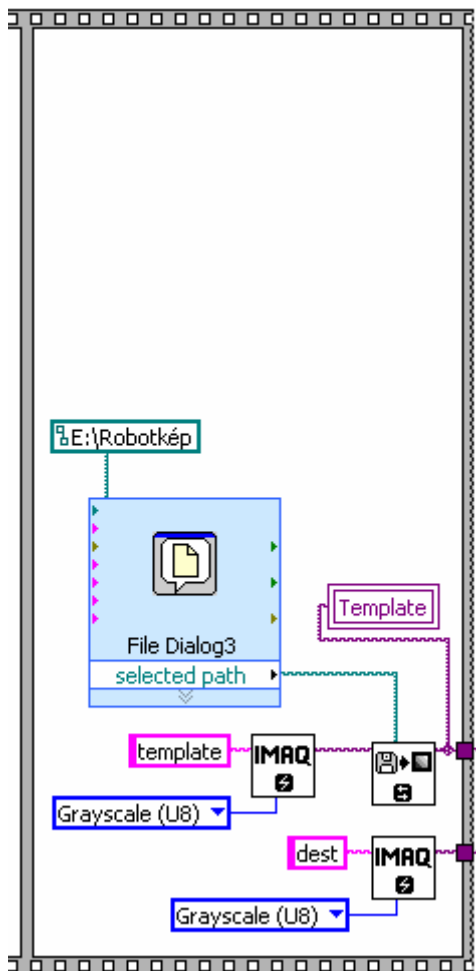 E:\Robotkép
File Dialog3
selected path
Template
template
IMAQ
Grayscale (U8)
dest
IMAQ
Grayscale (U8)